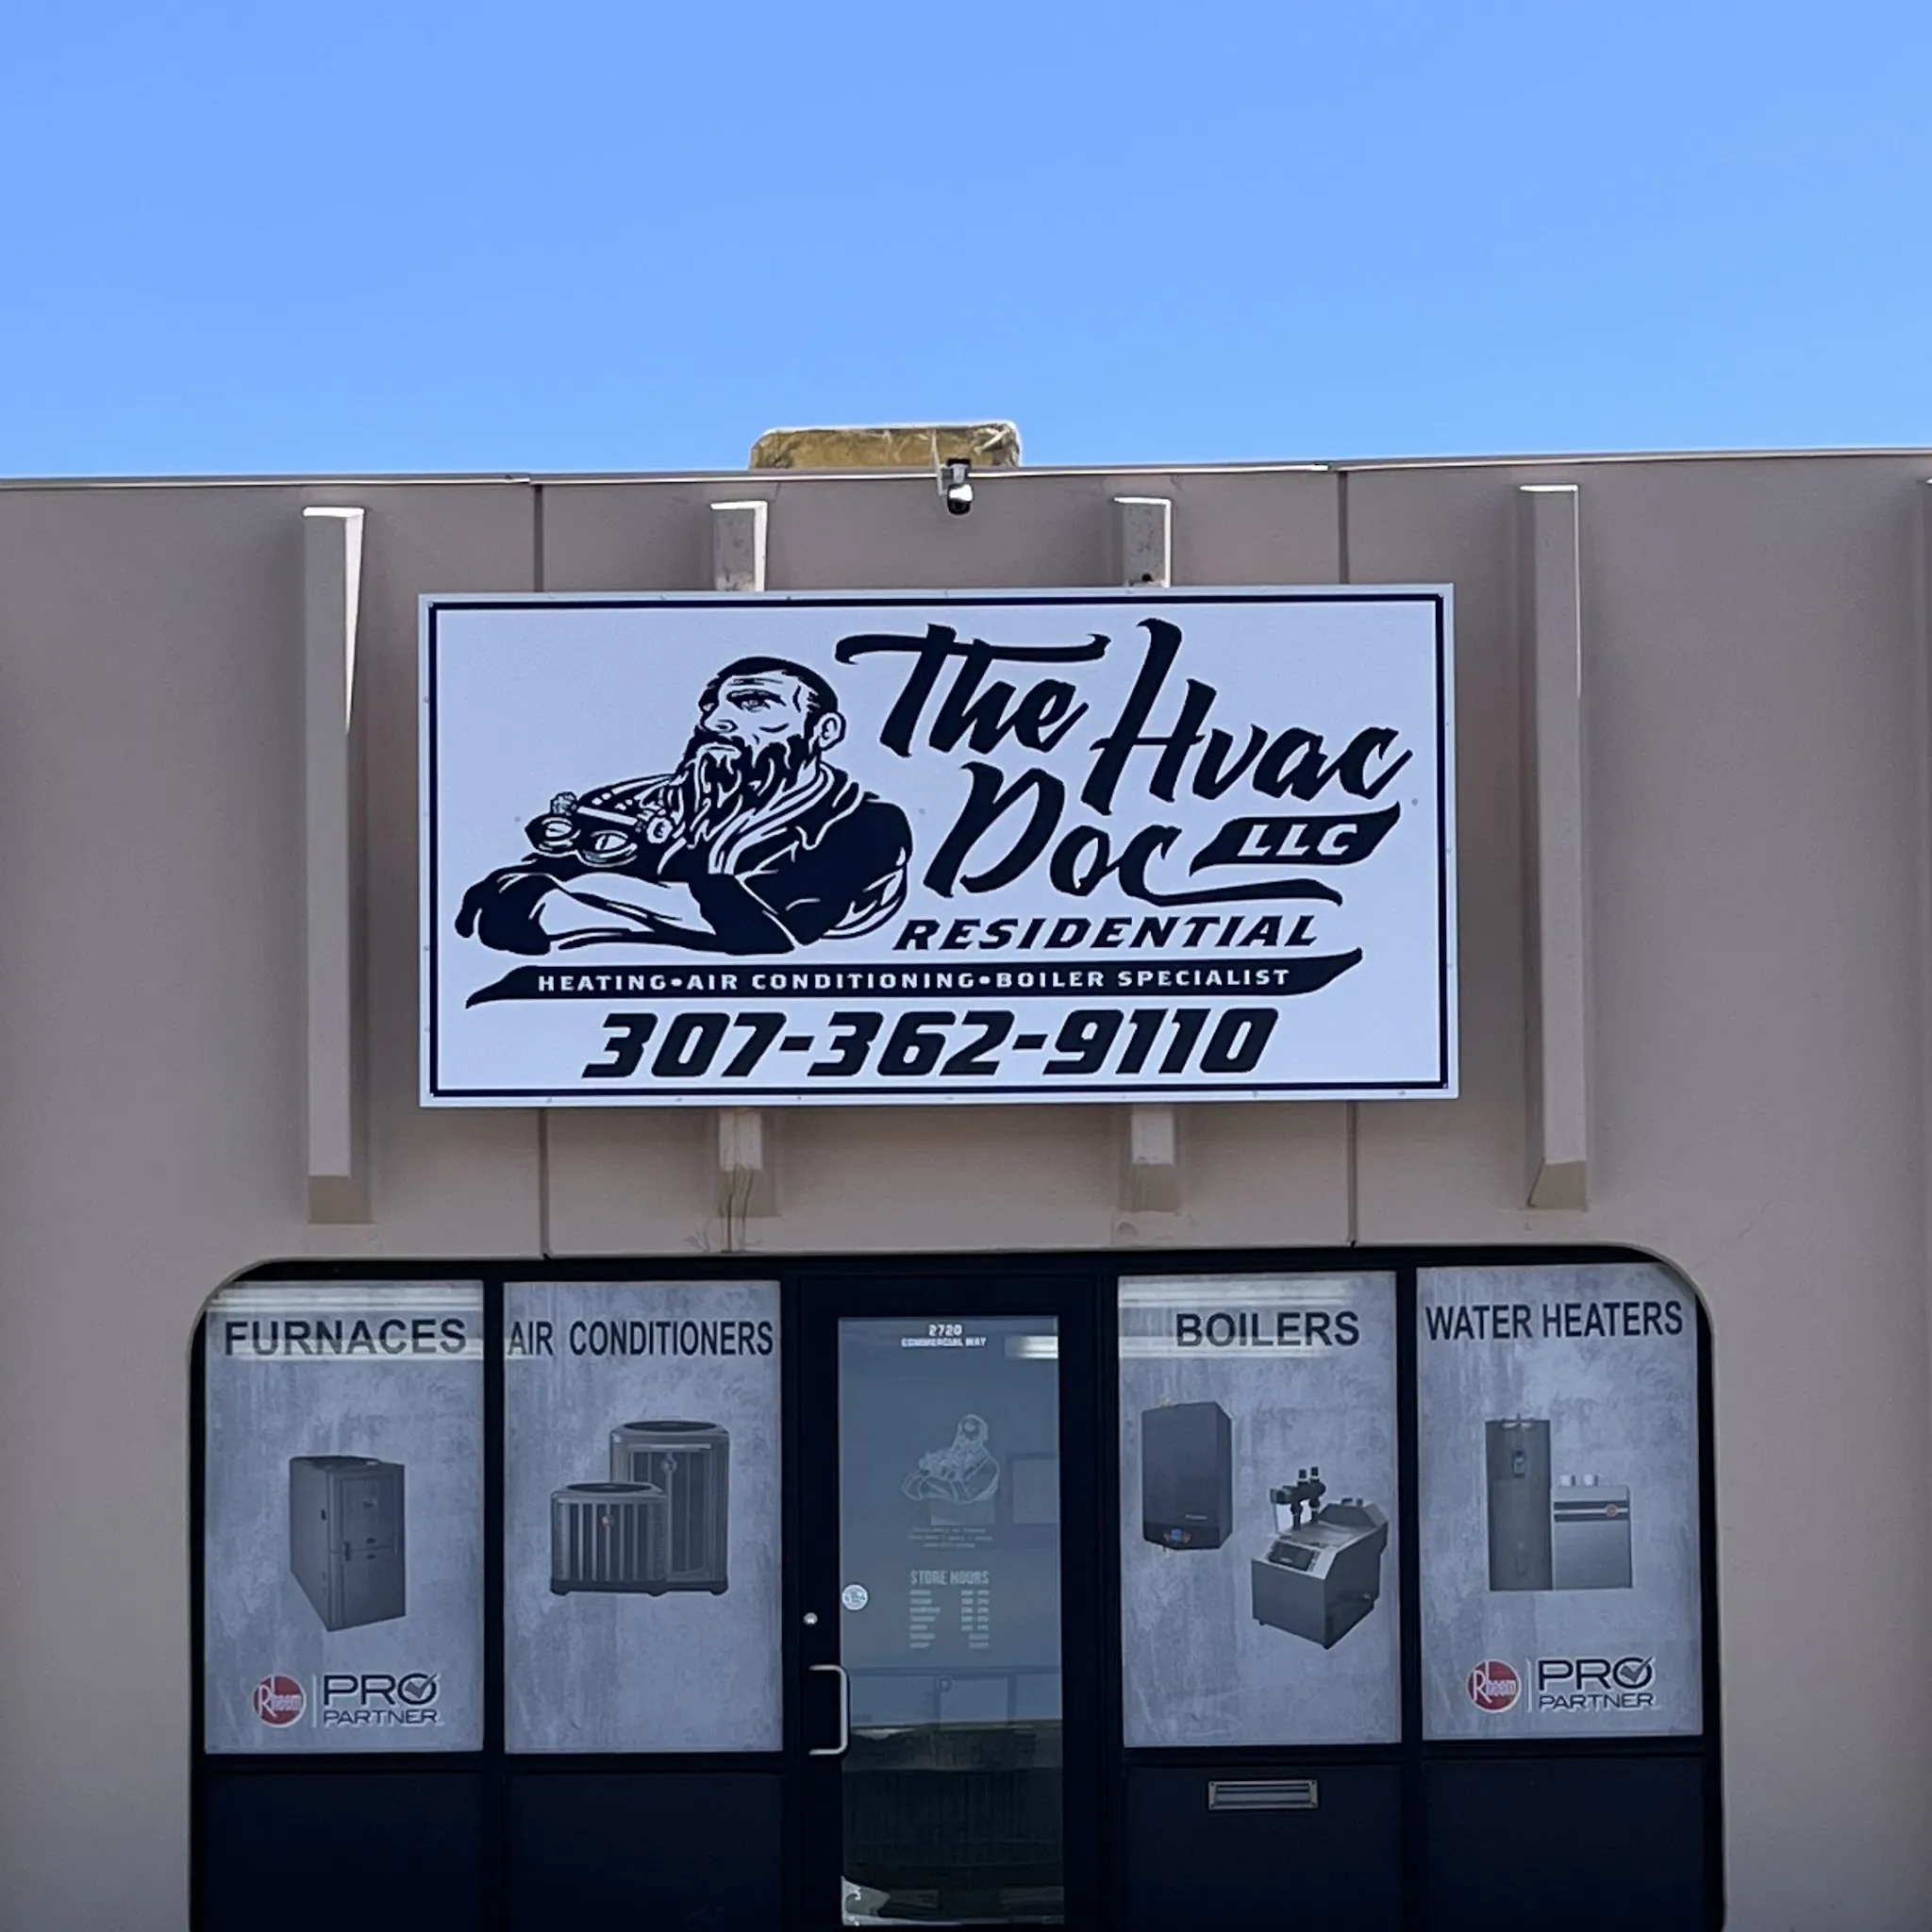 The Hvac
Doc LLC
RESIDENTIAL
HEATING•AIR CONDITIONING•BOILER SPECIALIST
307-362-9110
FURNACES
AIR CONDITIONERS
2720
COMMERCIAL WAY
BOILERS
WATER HEATERS
STORE HOURS
Rheem
PRO
PARTNER
Rheem
PRO
PARTNER